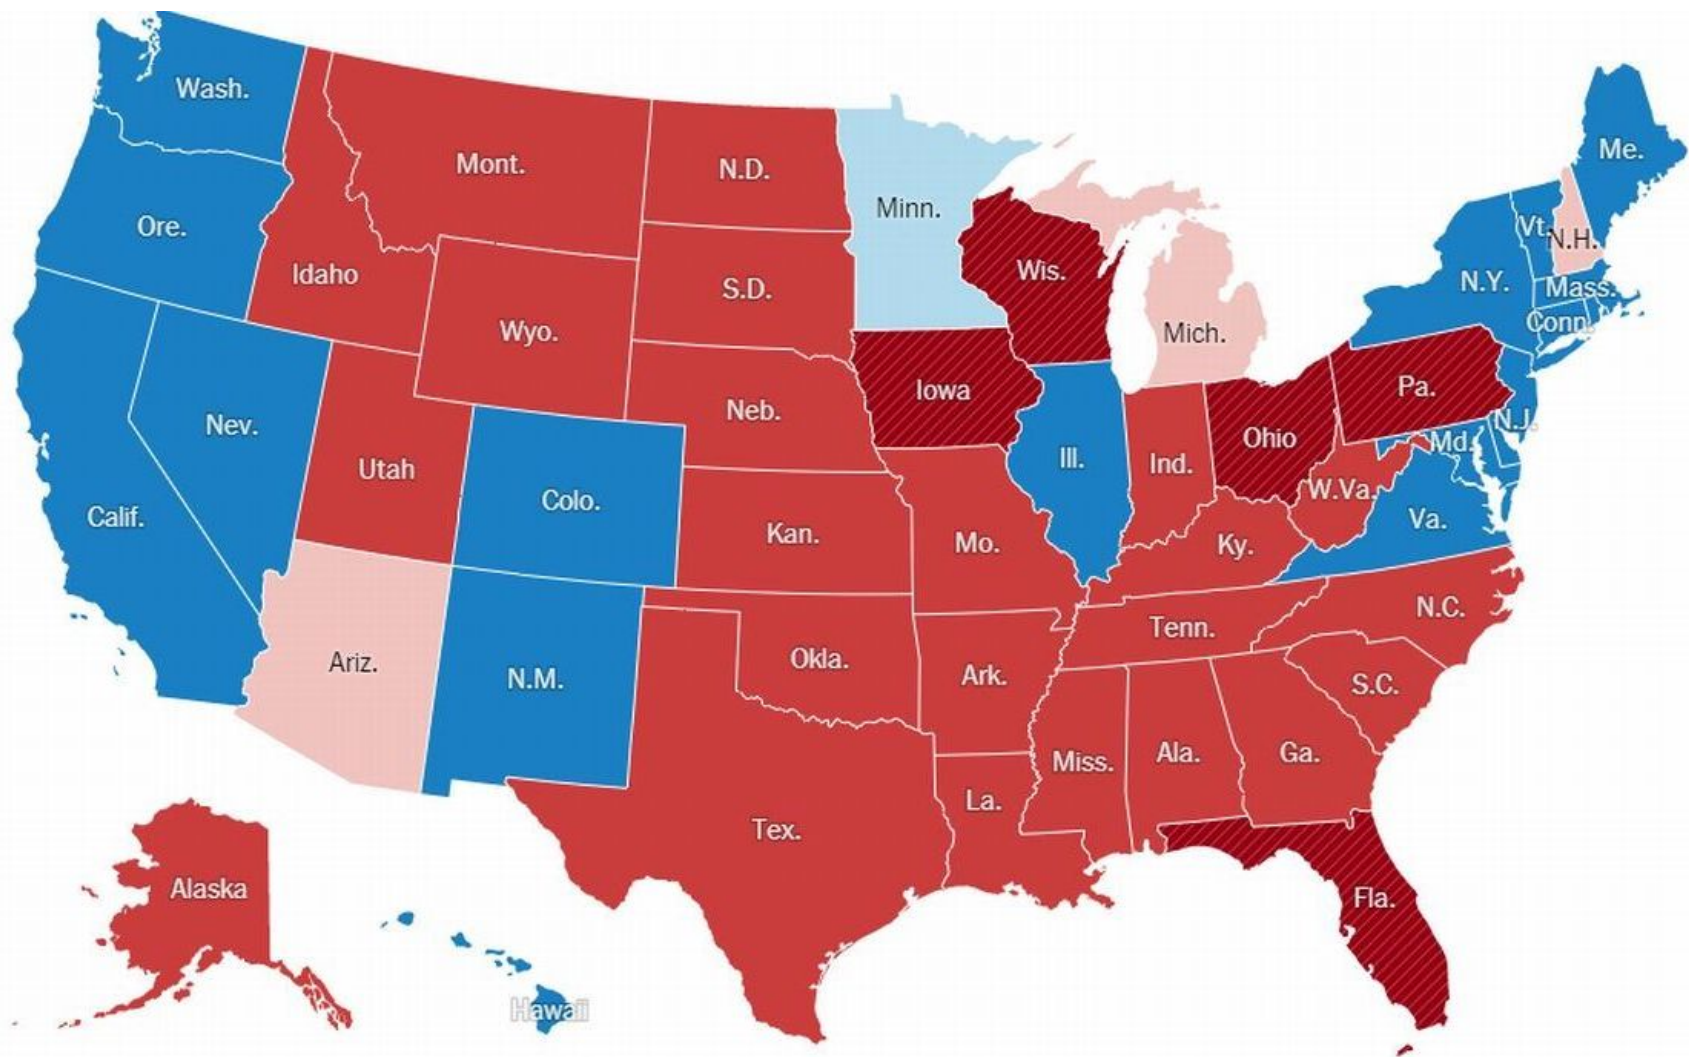 Wash.
Mont.
N.D.
Minn.
Me.
Ore.
Idaho
S.D.
Wis.
Vt.
N.H.
Wyo.
Mich.
N.Y.
Mass.
Conn.
Nev.
Neb.
Iowa
Pa.
N.J.
Utah
Colo.
Ill.
Ind.
Ohio
Md.
Calif.
Kan.
Mo.
W.Va.
Va.
Ky.
Ariz.
N.M.
Okla.
Ark.
Tenn.
N.C.
S.C.
Tex.
La.
Miss.
Ala.
Ga.
Alaska
Hawaii
Fla.